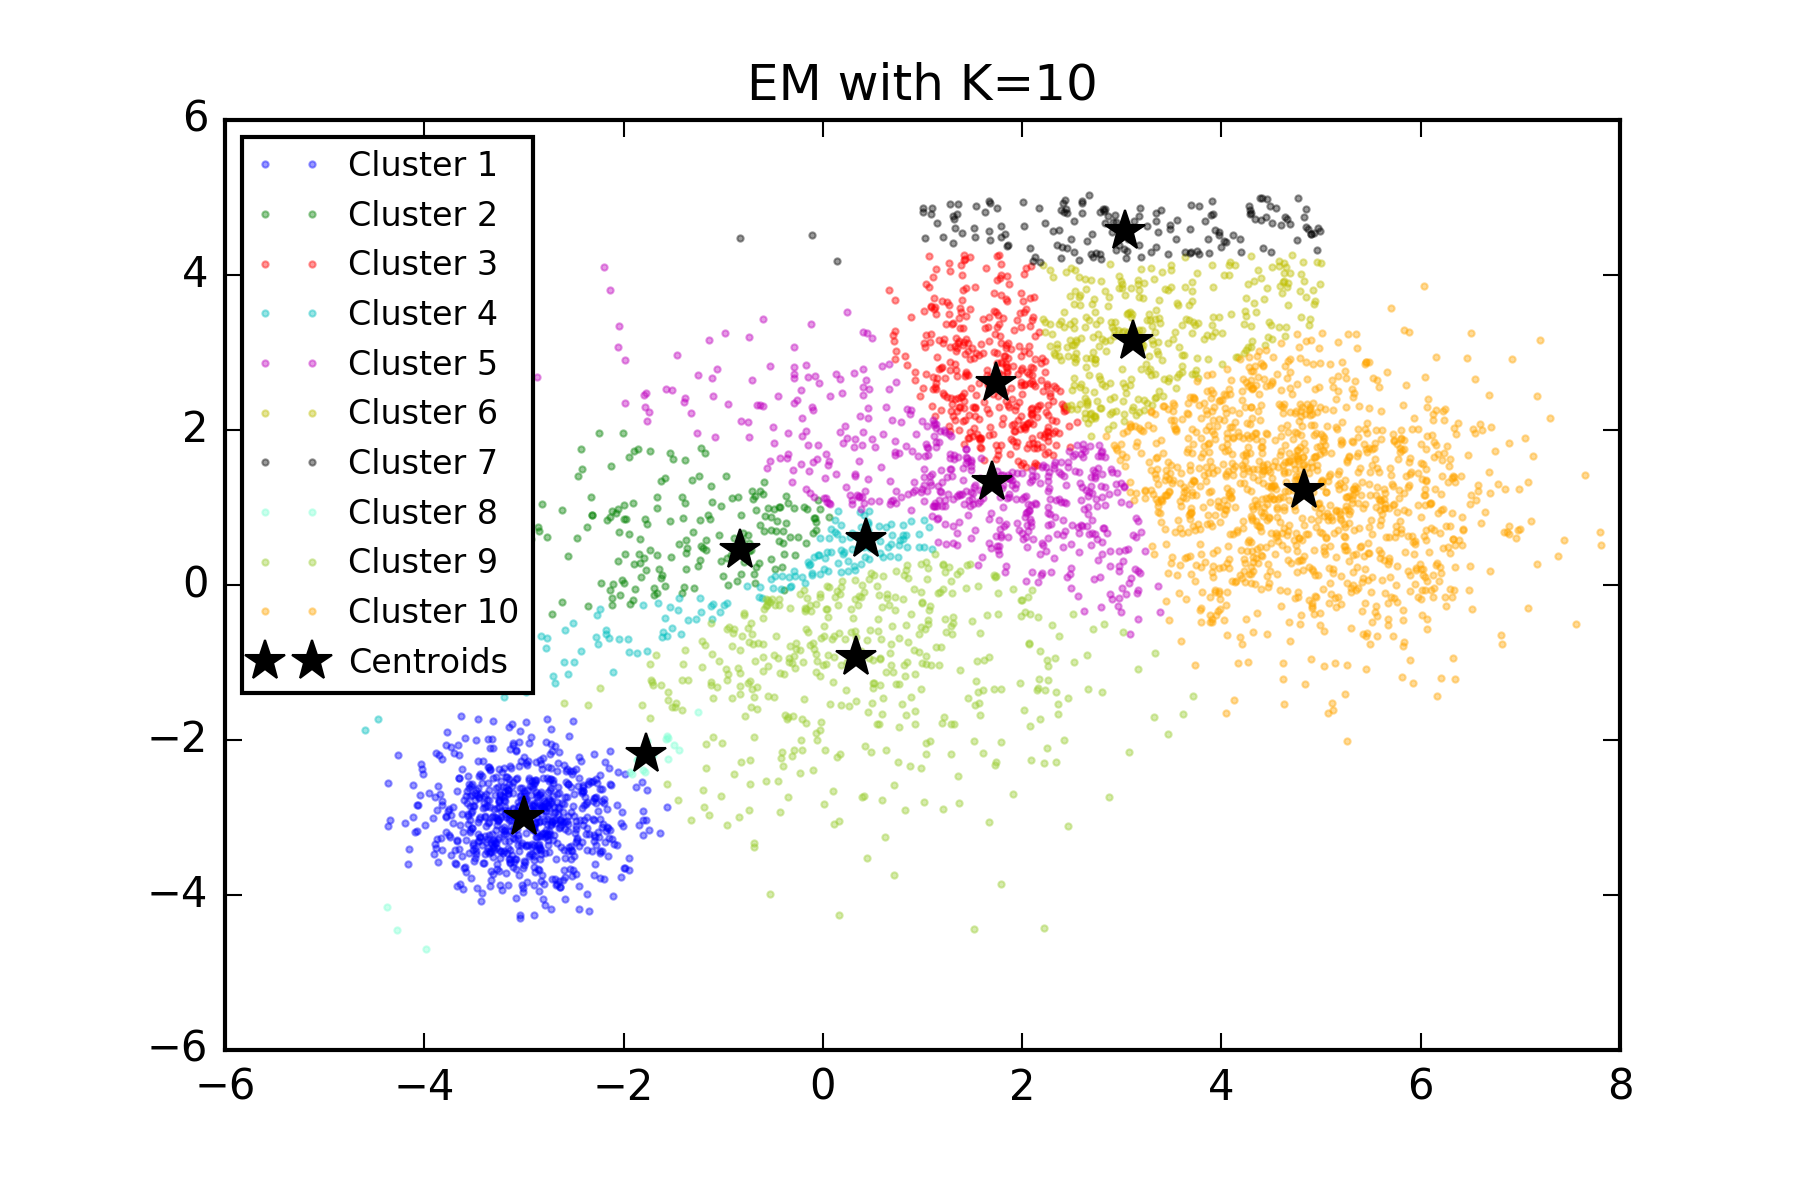 EM with K=10
6
4
2
0
−2
−4
−6
Cluster 1
Cluster 2
Cluster 3
Cluster 4
Cluster 5
Cluster 6
Cluster 7
Cluster 8
Cluster 9
Cluster 10
Centroids
−6 −4 −2 0 2 4 6 8